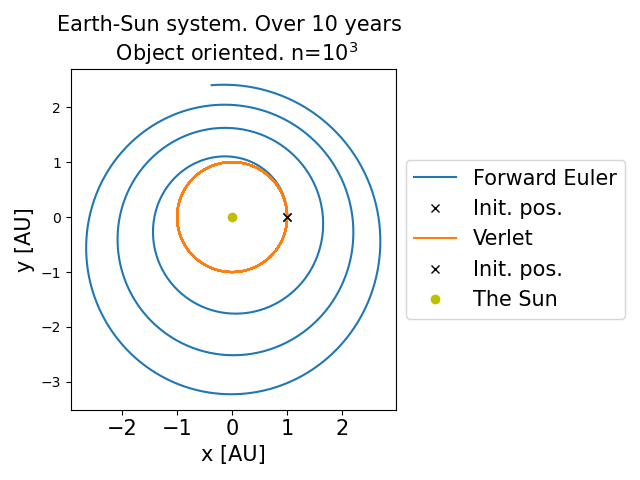 Earth-Sun system. Over 10 years
Object oriented. n=10³
y [AU]
2
1
0
−1
−2
−3
−2 −1 0 1 2
x [AU]
Forward Euler
Init. pos.
Verlet
Init. pos.
The Sun